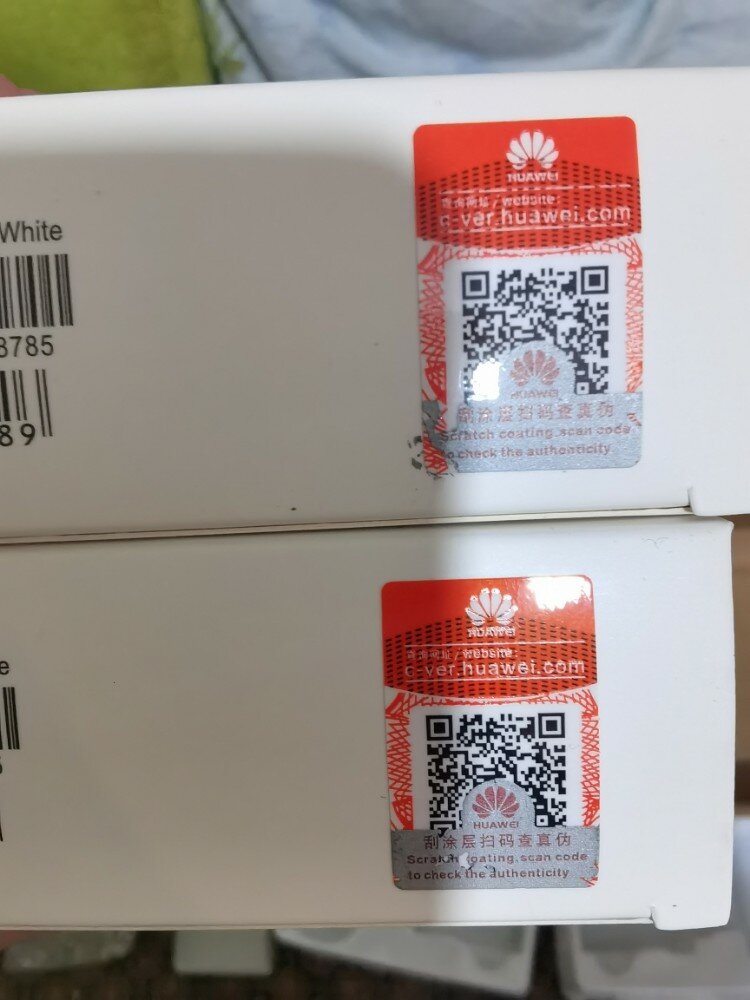 White
8785
89
HUAWEI
查询网址 / website:
c-ver.huawei.com
HUAWEI
刮涂层扫码查真伪
Scratch coating.scan code
to check the authenticity
e
HUAWEI
查询网址 / website:
c-ver.huawei.com
HUAWEI
刮涂层扫码查真伪
Scratch coating.scan code
to check the authenticity